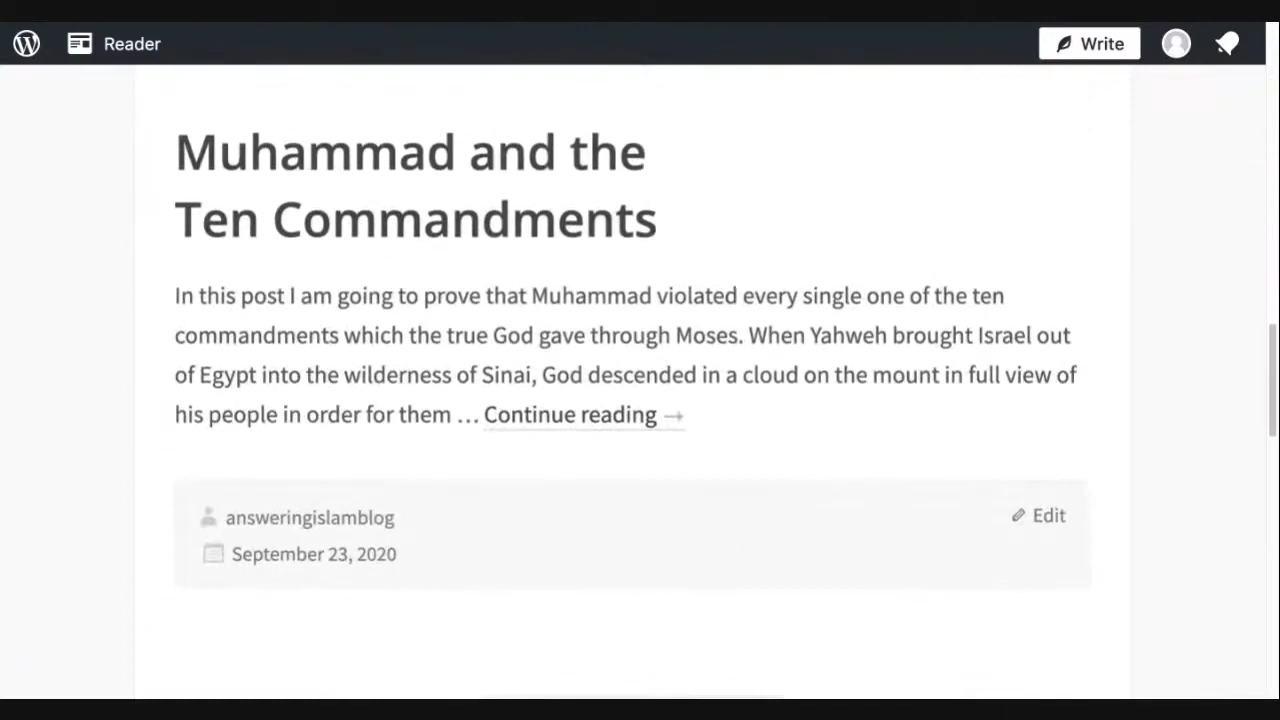 Reader
Write
Muhammad and the
Ten Commandments
In this post I am going to prove that Muhammad violated every single one of the ten
commandments which the true God gave through Moses. When Yahweh brought Israel out
of Egypt into the wilderness of Sinai, God descended in a cloud on the mount in full view of
his people in order for them … Continue reading →
answeringislamblog
Edit
September 23, 2020